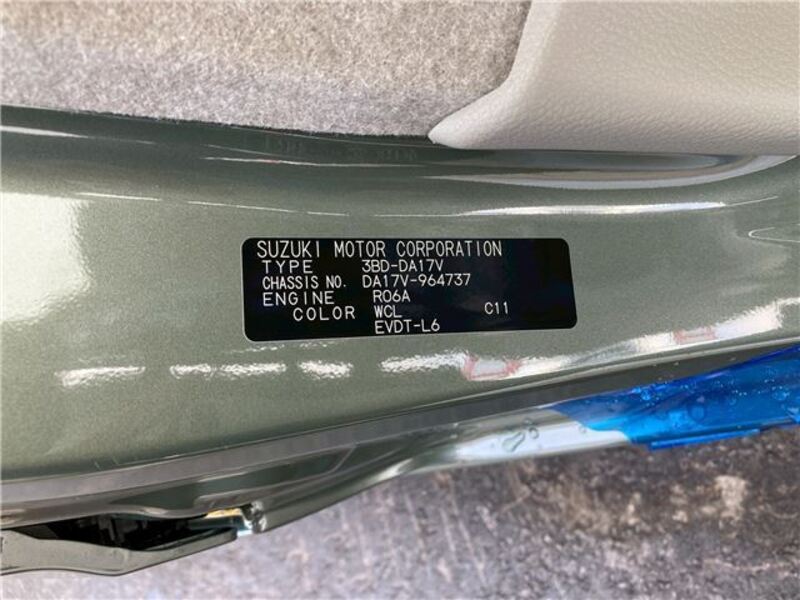 SUZUKI MOTOR CORPORATION
TYPE 3BD-DA17V
CHASSIS NO. DA17V-964737
ENGINE R06A
COLOR WCL C11
EVDT-L6